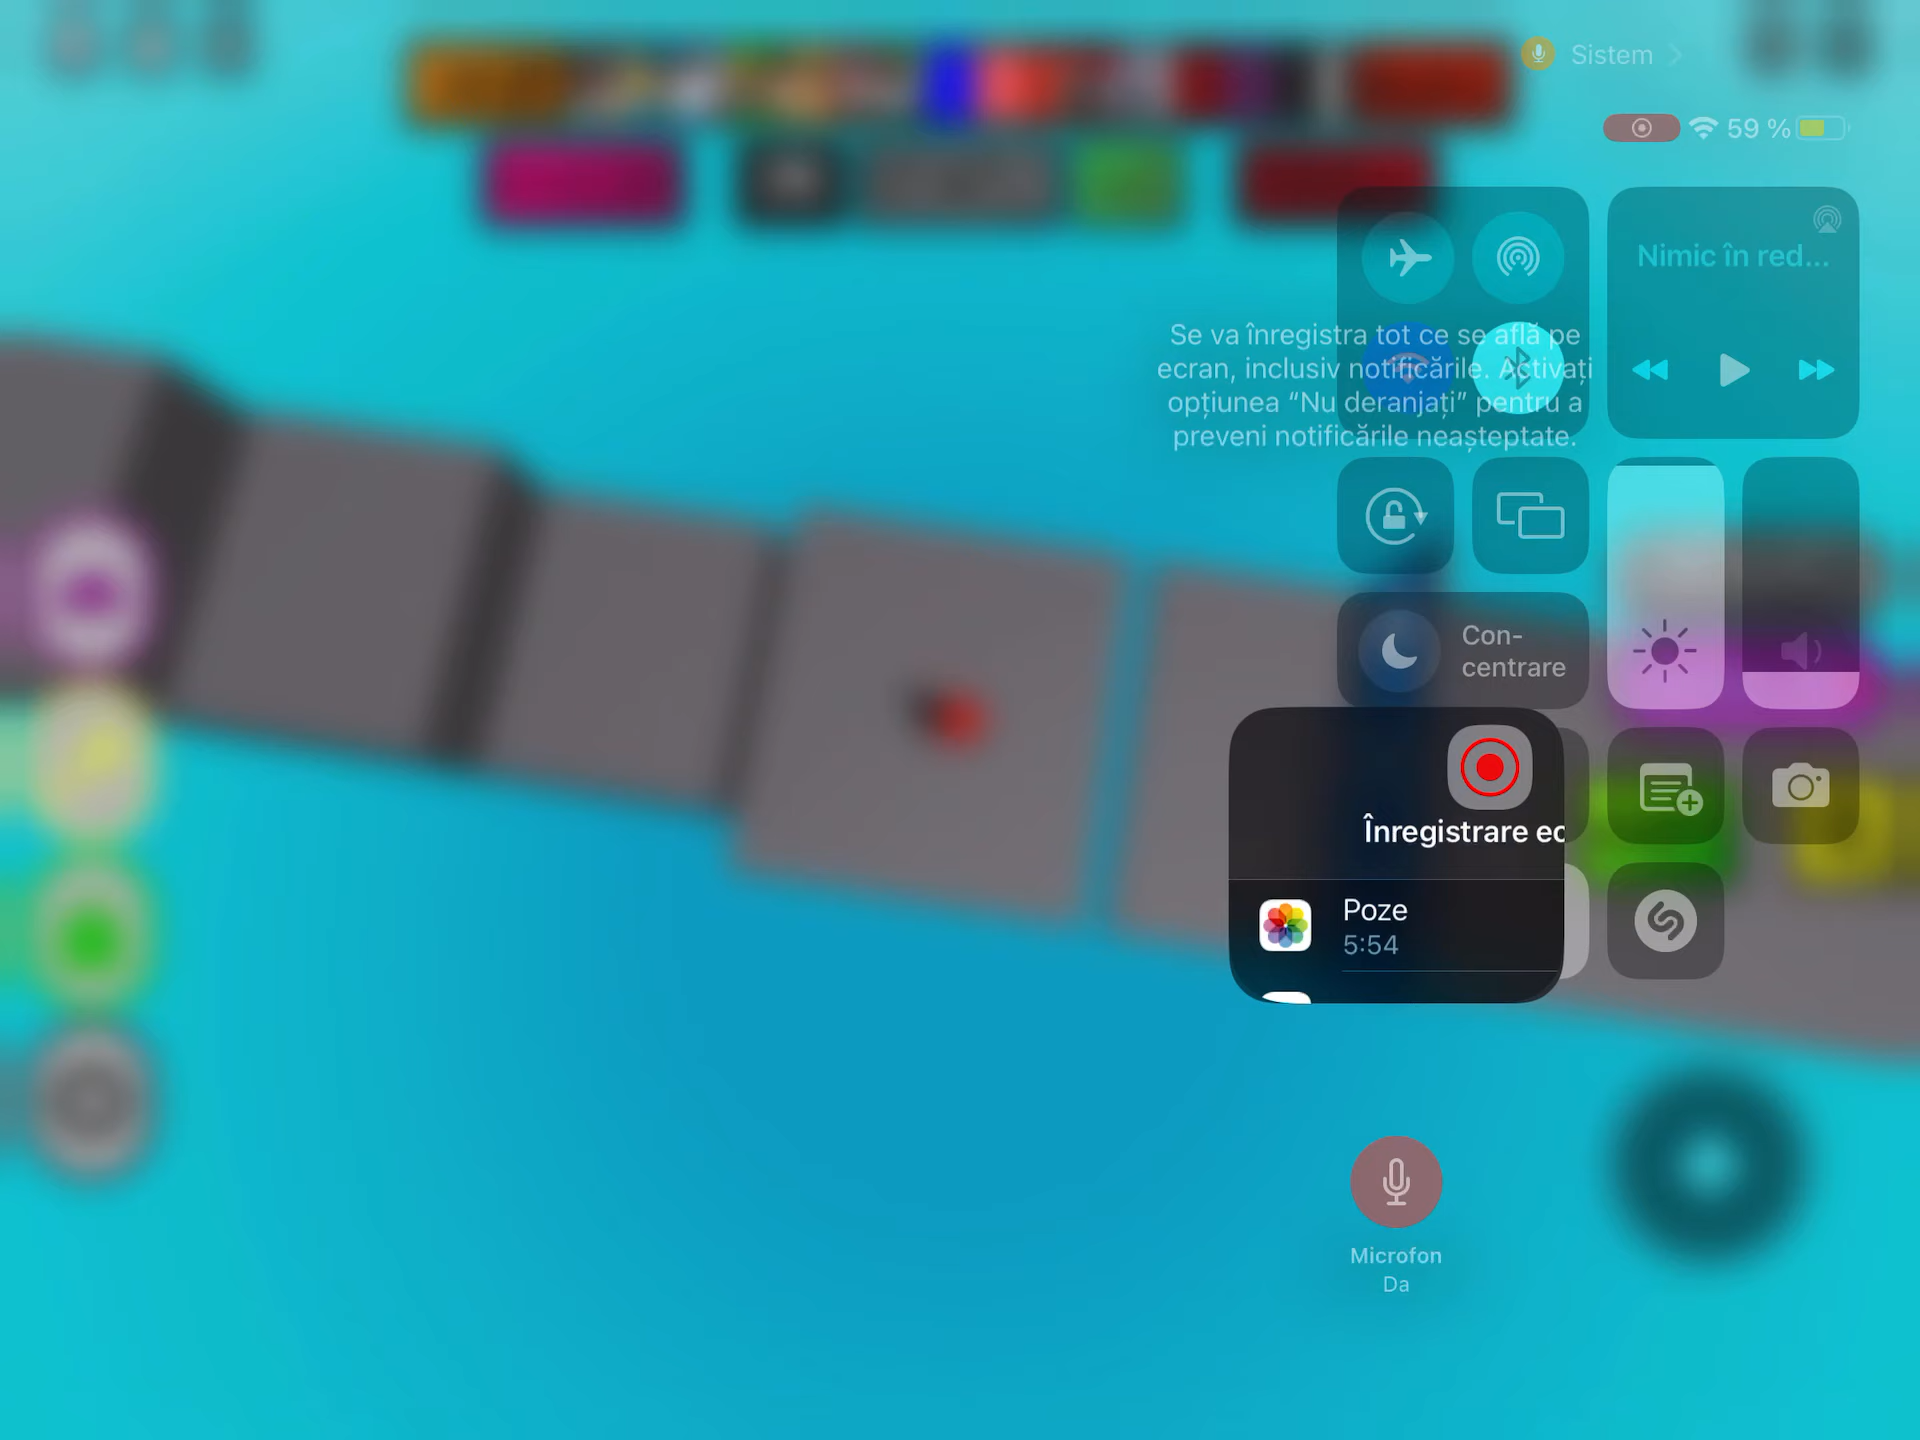 Sistem
59 %
Nimic în red...
Se va înregistra tot ce se află pe
ecran, inclusiv notificările. Activați
opțiunea “Nu deranjați” pentru a
preveni notificările neașteptate.
Con-
centrare
Înregistrare ec
Poze
5:54
Microfon
Da